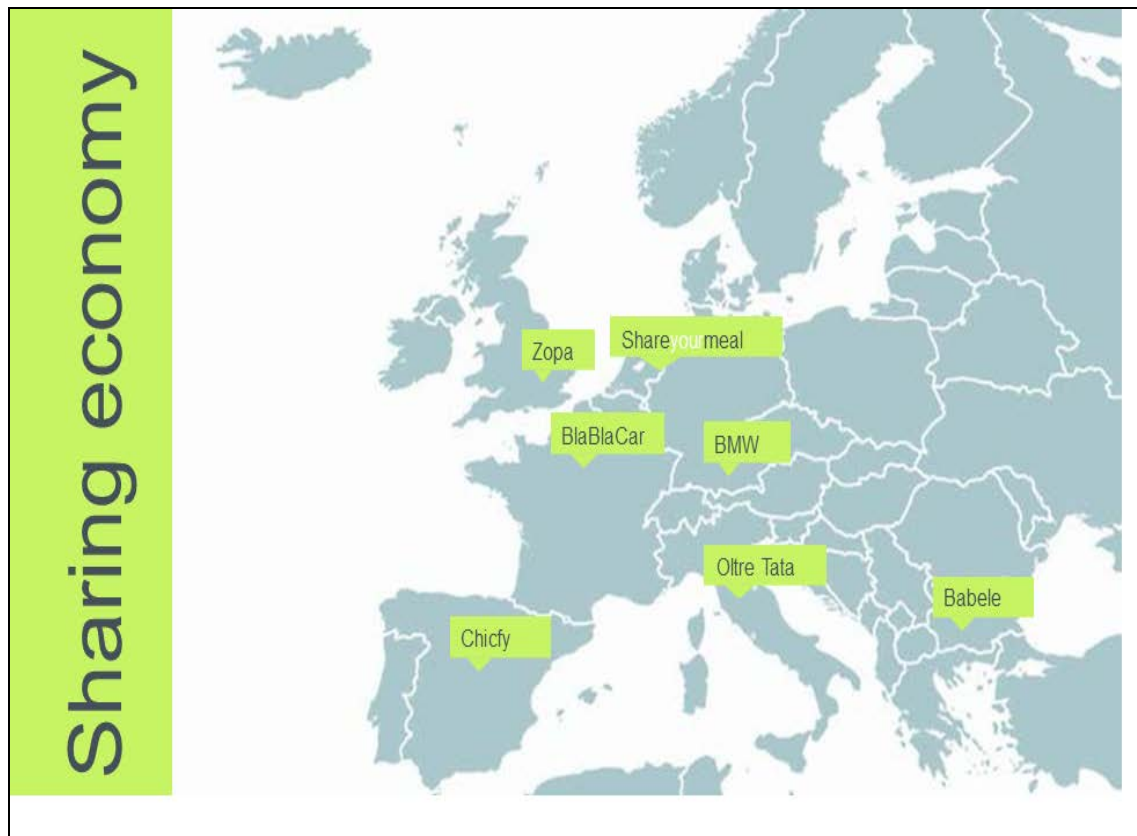 Sharing economy
Zopa
Shareyourmeal
BlaBlaCar
BMW
Oltre Tata
Babele
Chicfy